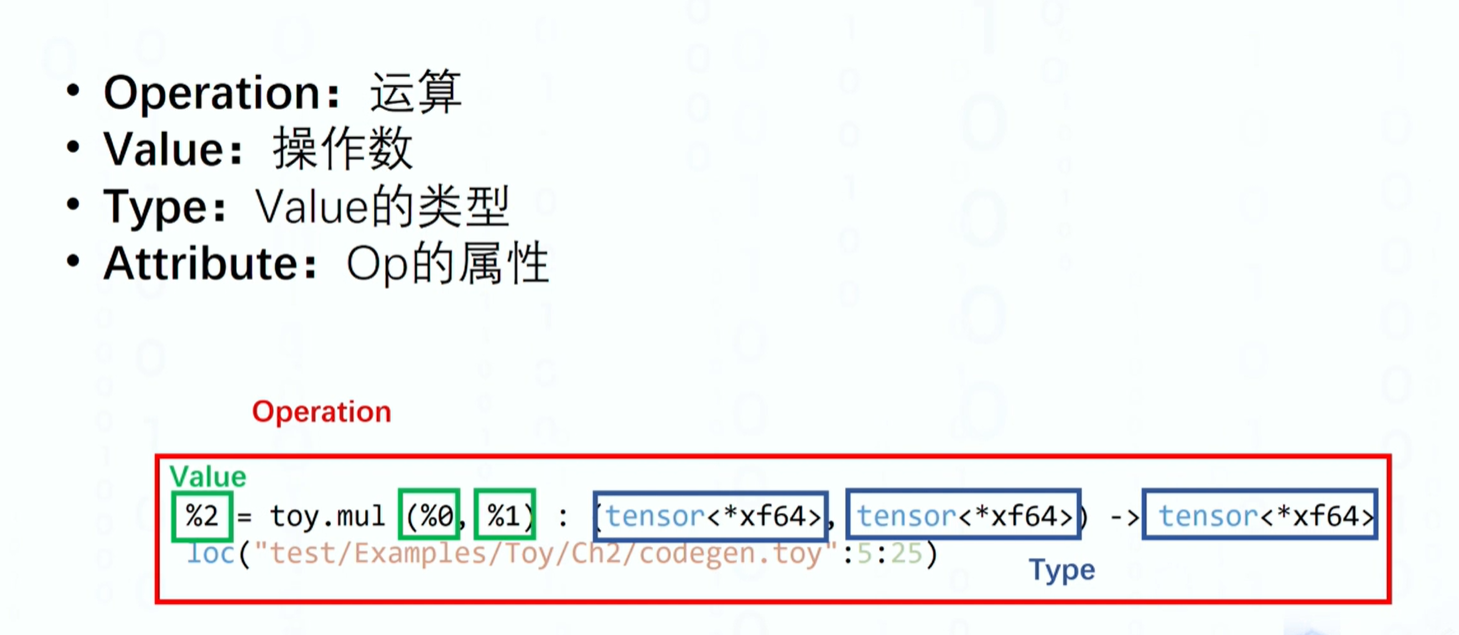 • Operation：运算
• Value：操作数
• Type：Value的类型
• Attribute：Op的属性
Operation
Value
%2 = toy.mul (%0, %1) : (tensor<*xf64>, tensor<*xf64>) -> tensor<*xf64>
loc("test/Examples/Toy/Ch2/codegen.toy":5:25)
Type